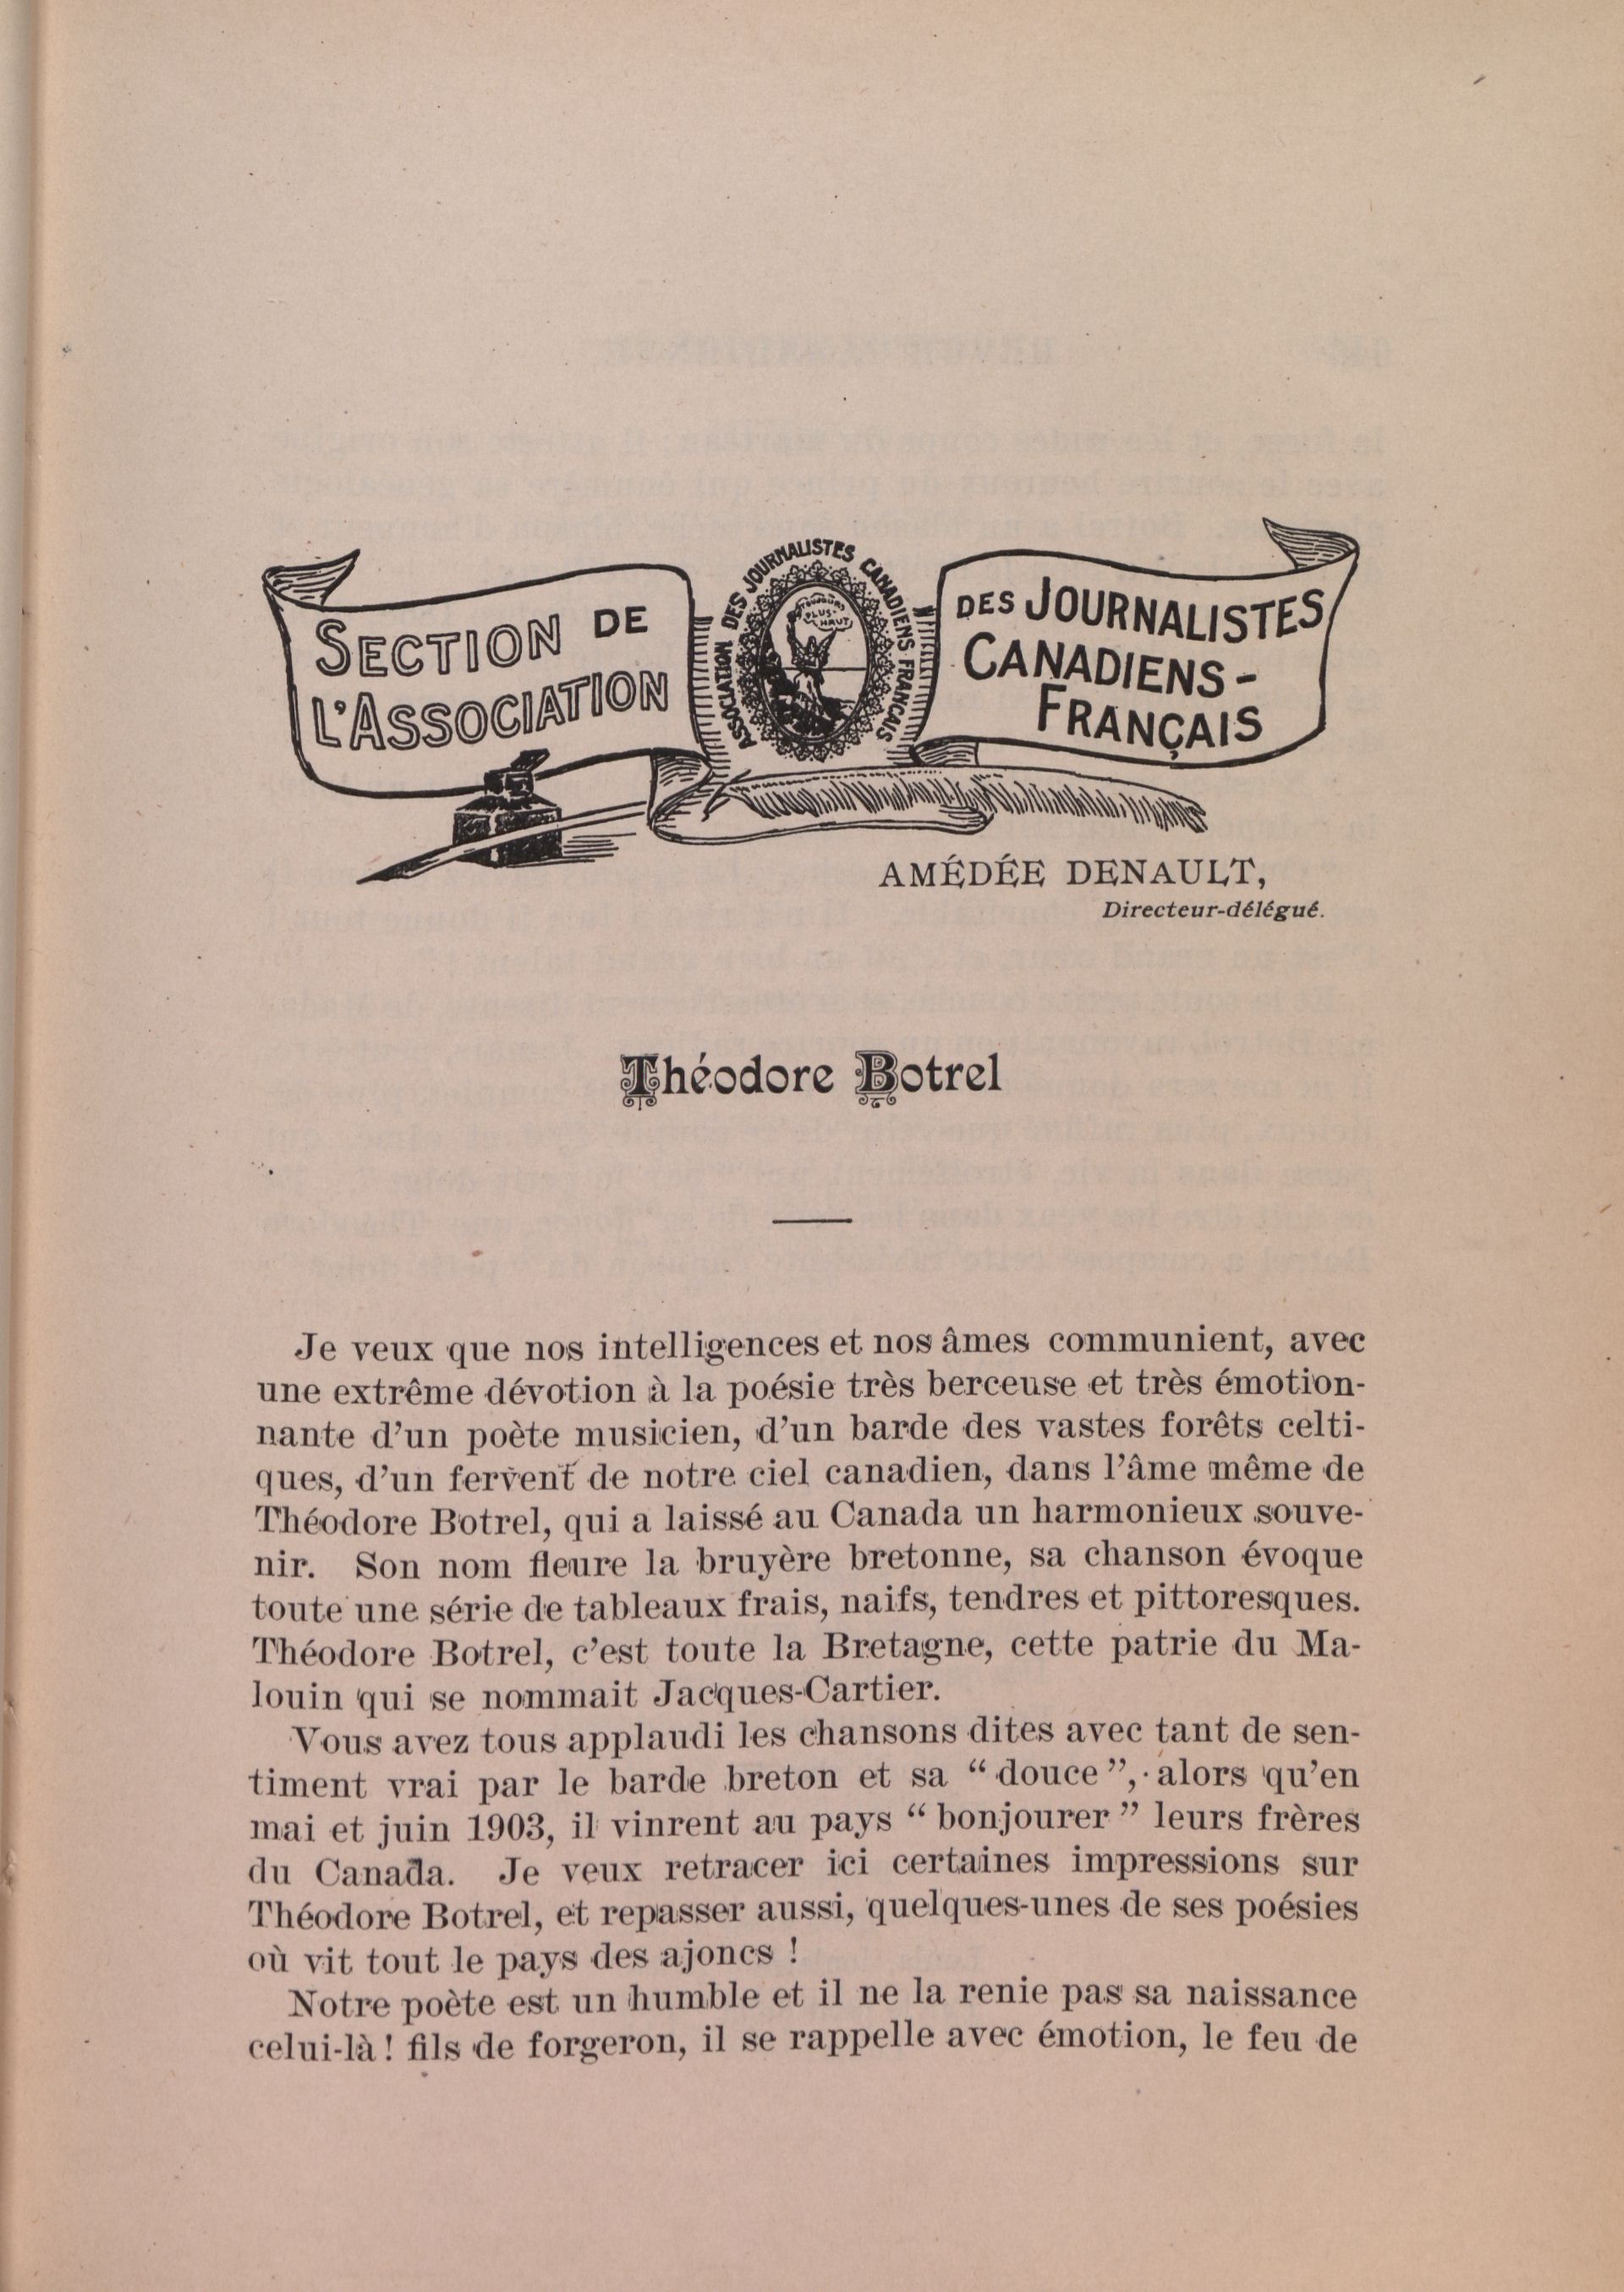 SECTION DE
L'ASSOCIATION
ASSOCIATION DES JOURNALISTES CANADIENS FRANÇAIS
TOUJOURS
PLUS-
HAUT
DES JOURNALISTES
CANADIENS-
FRANÇAIS
AMÉDÉE DENAULT,
Directeur-délégué.
Théodore Botrel
Je veux que nos intelligences et nos âmes communient, avec
une extrême dévotion à la poésie très berceuse et très émotion-
nante d'un poète musicien, d'un barde des vastes forêts celti-
ques, d'un fervent de notre ciel canadien, dans l'âme même de
Théodore Botrel, qui a laissé au Canada un harmonieux souve-
nir. Son nom fleure la bruyère bretonne, sa chanson évoque
toute une série de tableaux frais, naifs, tendres et pittoresques.
Théodore Botrel, c'est toute la Bretagne, cette patrie du Ma-
louin qui se nommait Jacques-Cartier.
Vous avez tous applaudi les chansons dites avec tant de sen-
timent vrai par le barde breton et sa “ douce ”, alors qu'en
mai et juin 1903, il vinrent au pays “ bonjourer ” leurs frères
du Canada. Je veux retracer ici certaines impressions sur
Théodore Botrel, et repasser aussi, quelques-unes de ses poésies
où vit tout le pays des ajoncs !
Notre poète est un humble et il ne la renie pas sa naissance
celui-là ! fils de forgeron, il se rappelle avec émotion, le feu de